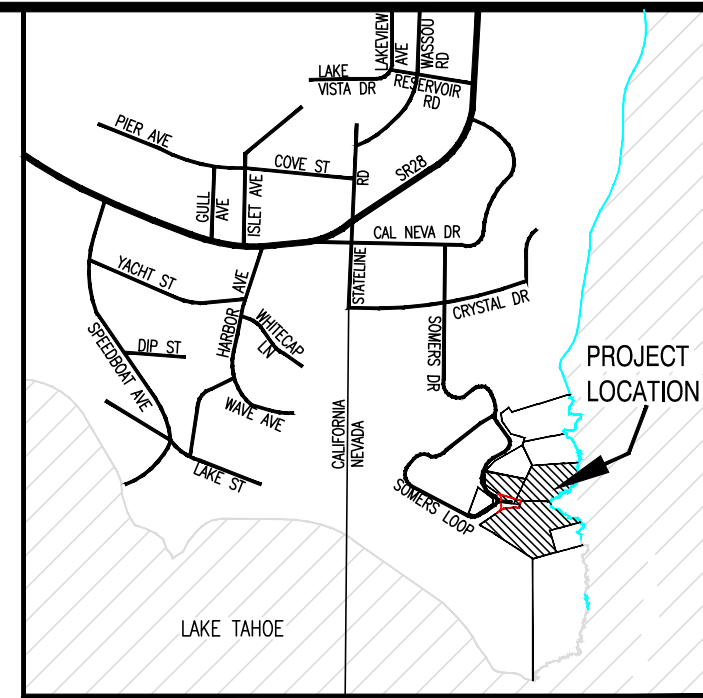 LAKEVIEW
AVE
WASSOU
RD
LAKE
VISTA DR
RESERVOIR
RD
PIER AVE
COVE ST
RD
SR28
GULL
AVE
ISLET AVE
CAL NEVA DR
YACHT ST
HARBOR AVE
STATELINE
CRYSTAL DR
WHITECAP
LN
SOMERS DR
SPEEDBOAT AVE
DIP ST
PROJECT
LOCATION
WAVE AVE
CALIFORNIA
NEVADA
LAKE ST
SOMERS LOOP
LAKE TAHOE